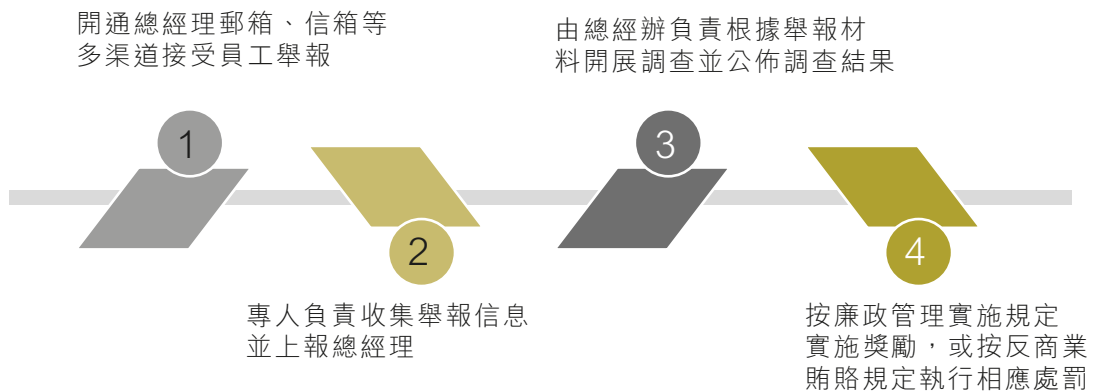 開通總經理郵箱、信箱等
多渠道接受員工舉報
1
專人負責收集舉報信息
並上報總經理
2
由總經辦負責根據舉報材
料開展調查並公佈調查結果
3
按廉政管理實施規定
實施獎勵，或按反商業
賄賂規定執行相應處罰
4